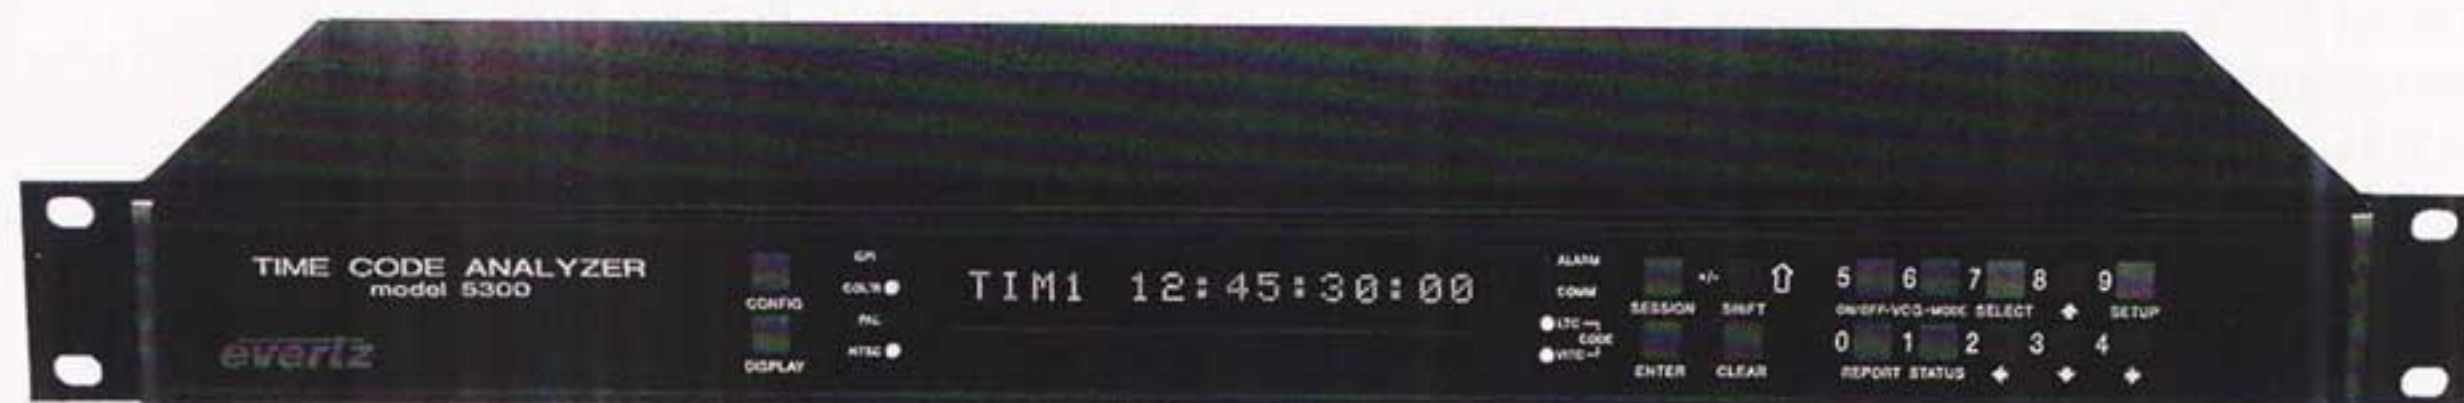 TIME CODE ANALYZER
model 5300
evertz
CONFIG
DISPLAY
GPI
COL'R
PAL
NTSC
TIM1 12:45:30:00
ALARM
COMM
LTC
CODE
VITC
SESSION
+/-
SHIFT
ENTER
CLEAR
5 6 7 8 9
ON/OFF-VCG-MODE SELECT SETUP
0 1 2 3 4
REPORT STATUS